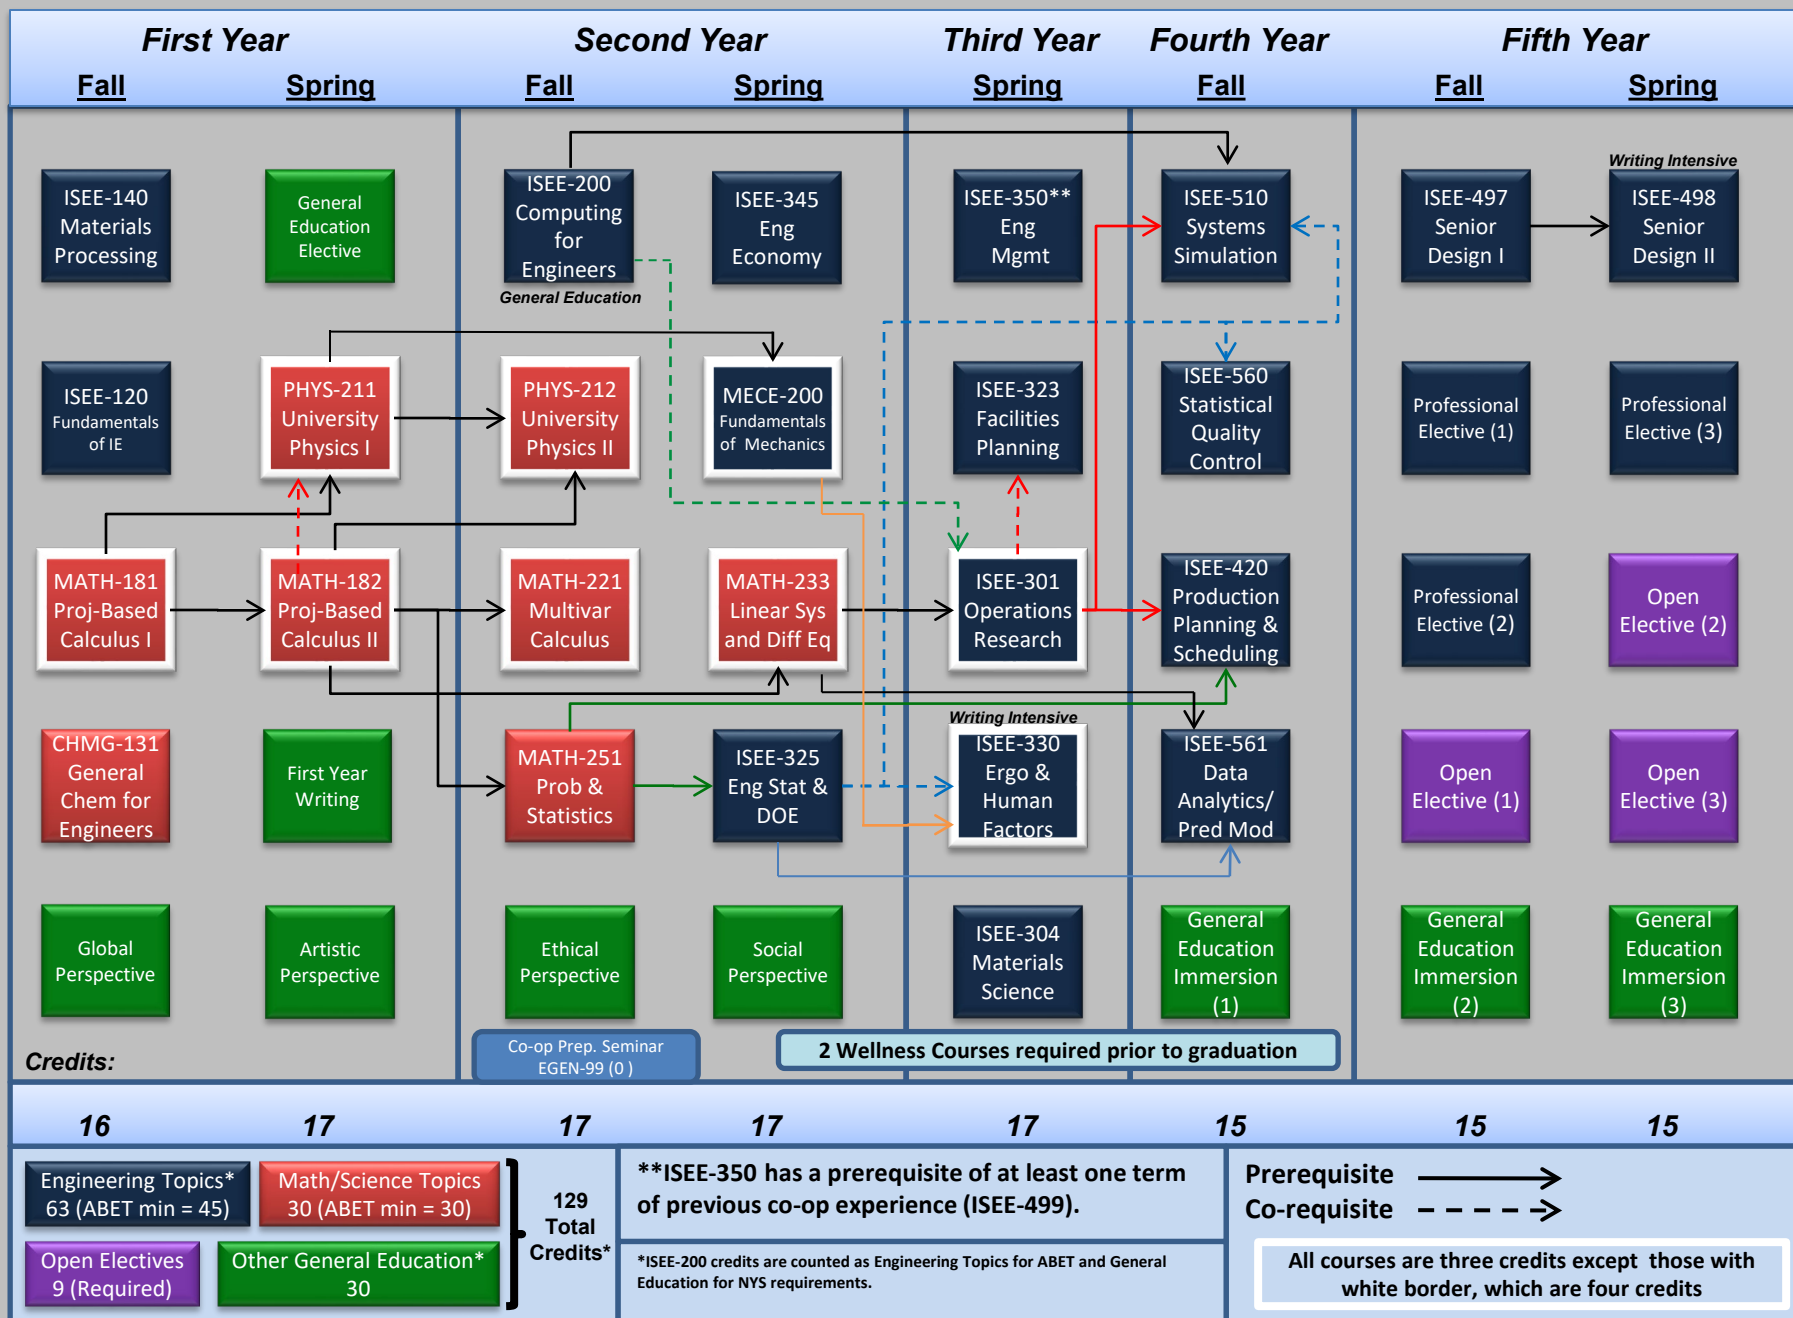 First Year
Second Year
Third Year
Fourth Year
Fifth Year
Fall
Spring
Fall
Spring
Spring
Fall
Fall
Spring
ISEE-140
Materials
Processing
General
Education
Elective
ISEE-200
Computing
for
Engineers
General Education
ISEE-345
Eng
Economy
ISEE-350**
Eng
Mgmt
ISEE-510
Systems
Simulation
ISEE-497
Senior
Design I
Writing Intensive
ISEE-498
Senior
Design II
ISEE-120
Fundamentals
of IE
PHYS-211
University
Physics I
PHYS-212
University
Physics II
MECE-200
Fundamentals
of Mechanics
ISEE-323
Facilities
Planning
ISEE-560
Statistical
Quality
Control
Professional
Elective (1)
Professional
Elective (3)
MATH-181
Proj-Based
Calculus I
MATH-182
Proj-Based
Calculus II
MATH-221
Multivar
Calculus
MATH-233
Linear Sys
and Diff Eq
ISEE-301
Operations
Research
ISEE-420
Production
Planning &
Scheduling
Professional
Elective (2)
Open
Elective (2)
CHMG-131
General
Chem for
Engineers
First Year
Writing
MATH-251
Prob &
Statistics
ISEE-325
Eng Stat &
DOE
Writing Intensive
ISEE-330
Ergo &
Human
Factors
ISEE-561
Data
Analytics/
Pred Mod
Open
Elective (1)
Open
Elective (3)
Global
Perspective
Artistic
Perspective
Ethical
Perspective
Social
Perspective
ISEE-304
Materials
Science
General
Education
Immersion
(1)
General
Education
Immersion
(2)
General
Education
Immersion
(3)
Credits:
Co-op Prep. Seminar
EGEN-99 (0 )
2 Wellness Courses required prior to graduation
16
17
17
17
17
15
15
15
Engineering Topics*
63 (ABET min = 45)
Math/Science Topics
30 (ABET min = 30)
Open Electives
9 (Required)
Other General Education*
30
129
Total
Credits*
**ISEE-350 has a prerequisite of at least one term
of previous co-op experience (ISEE-499).
*ISEE-200 credits are counted as Engineering Topics for ABET and General
Education for NYS requirements.
Prerequisite
Co-requisite
All courses are three credits except those with
white border, which are four credits